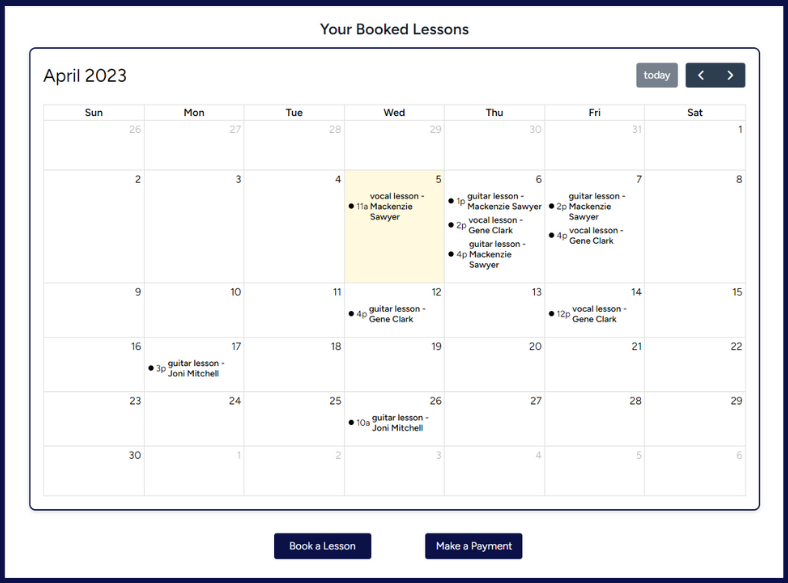 Your Booked Lessons
April 2023
today
Sun Mon Tue Wed Thu Fri Sat
26 27 28 29 30 31 1
2 3 4 5 6 7 8
11a vocal lesson -
Mackenzie
Sawyer
1p guitar lesson -
Mackenzie Sawyer
2p vocal lesson -
Gene Clark
4p guitar lesson -
Mackenzie
Sawyer
2p guitar lesson -
Mackenzie
Sawyer
4p vocal lesson -
Gene Clark
9 10 11 12 13 14 15
4p guitar lesson -
Gene Clark
12p vocal lesson -
Gene Clark
16 17 18 19 20 21 22
3p guitar lesson -
Joni Mitchell
23 24 25 26 27 28 29
10a guitar lesson -
Joni Mitchell
30 1 2 3 4 5 6
Book a Lesson
Make a Payment